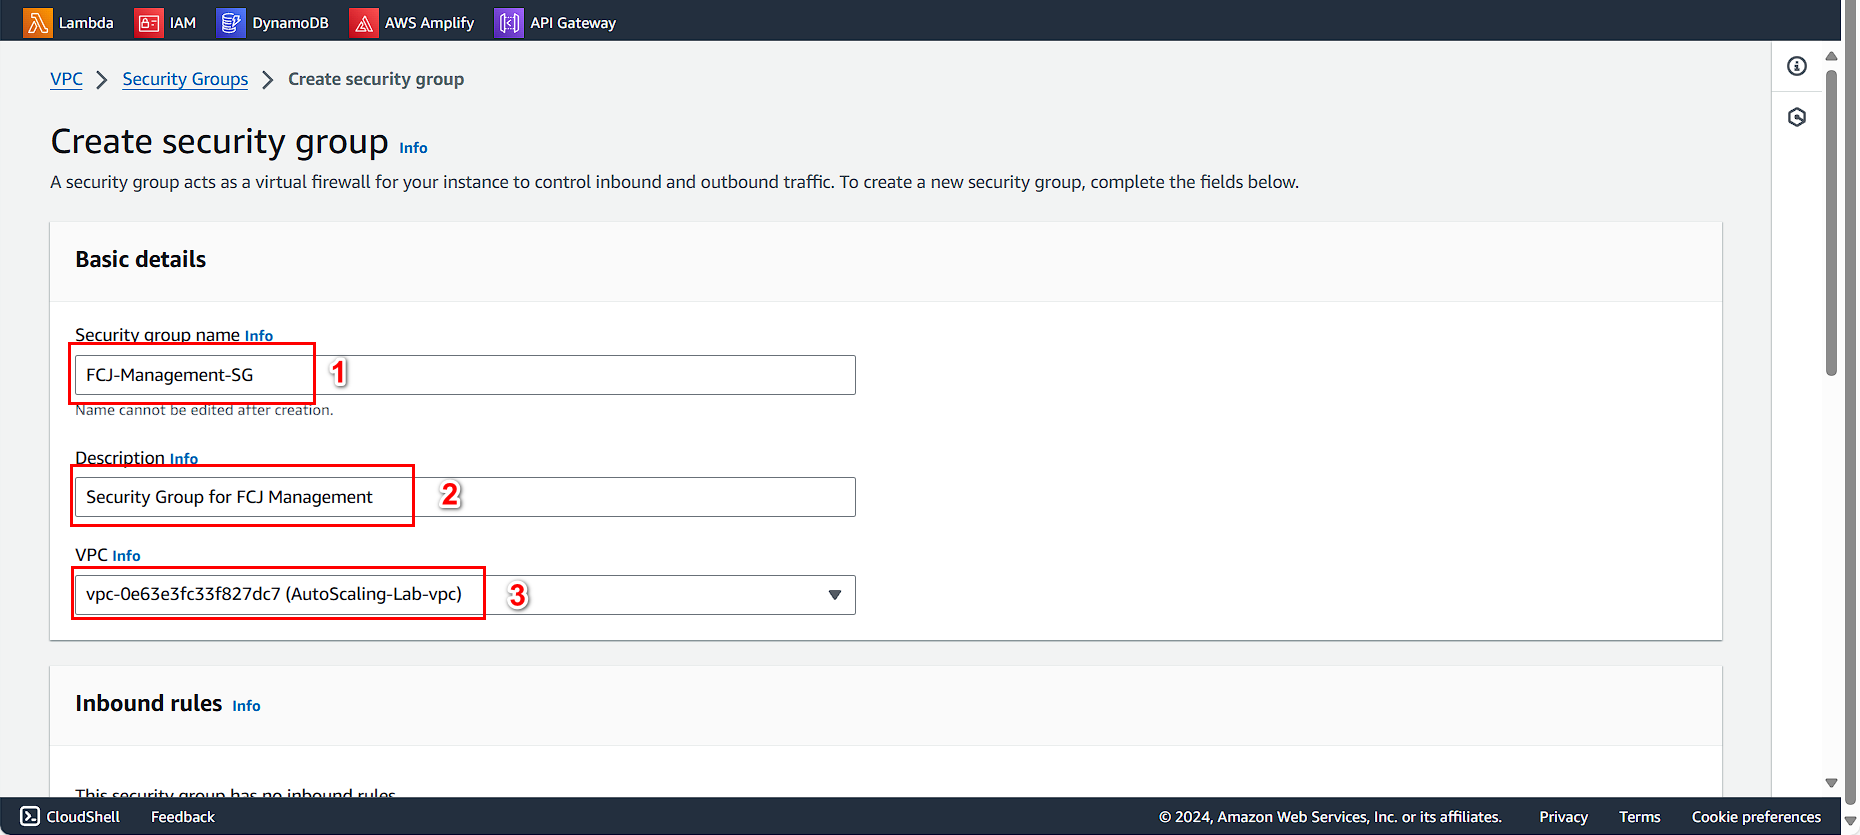 Lambda IAM DynamoDB AWS Amplify API Gateway
VPC Security Groups Create security group
Create security group Info
A security group acts as a virtual firewall for your instance to control inbound and outbound traffic. To create a new security group, complete the fields below.
Basic details
Security group name Info
FCJ-Management-SG 1
Name cannot be edited after creation.
Description Info
Security Group for FCJ Management 2
VPC Info
vpc-0e63e3fc33f827dc7 (AutoScaling-Lab-vpc) 3
Inbound rules Info
This security group has no inbound rules.
CloudShell Feedback © 2024, Amazon Web Services, Inc. or its affiliates. Privacy Terms Cookie preferences